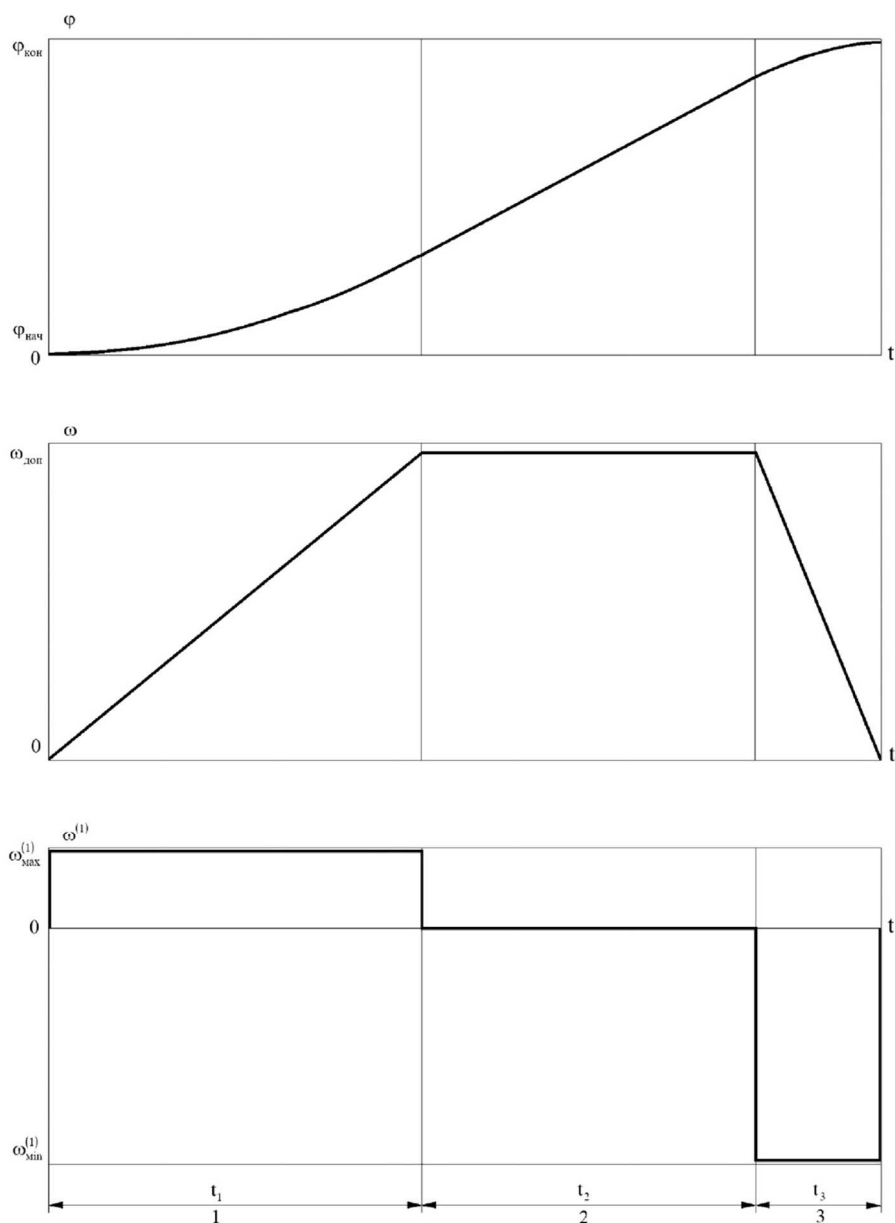 φ
φкон
φнач
0
t
ω
ωдоп
0
t
ω(1)
ω(1)max
0
t
ω(1)min
t1
t2
t3
1
2
3